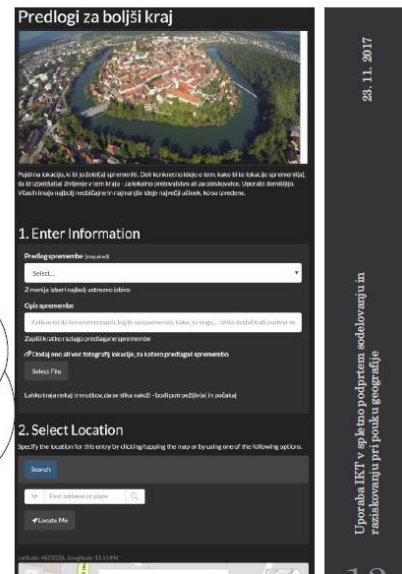 Predlogi za boljši kraj
Pojdi na lokacijo, ki bi jo želel(a) spremeniti. Deli konkretno idejo o tem, kako bi to lokacijo spremenil(a),
da bi izboljšal(a) življenje v tem kraju - za lokalno prebivalstvo ali za obiskovalce. Uporabi domišljijo.
Včasih imajo najbolj neobičajne in najmanjše ideje največji učinek, ko so izvedene.
1. Enter Information
Predlog spremembe (required)
Select...
Z menija izberi najbolj ustrezno izbiro
Opis spremembe
Zapiši kratko razlago predlagane spremembe
Dodaj eno ali več fotografij lokacije, za katero predlagaš spremembo
Select File
Lahko traja nekaj trenutkov, da se slika naloži - bodi potrpežljiv(a) in počakaj
2. Select Location
Specify the location for this entry by clicking/tapping the map or by using one of the following options.
Search
Find address or place
Locate Me
23. 11. 2017
Uporaba IKT v spletno podprtem sodelovanju in
raziskovanju pri pouku geografije